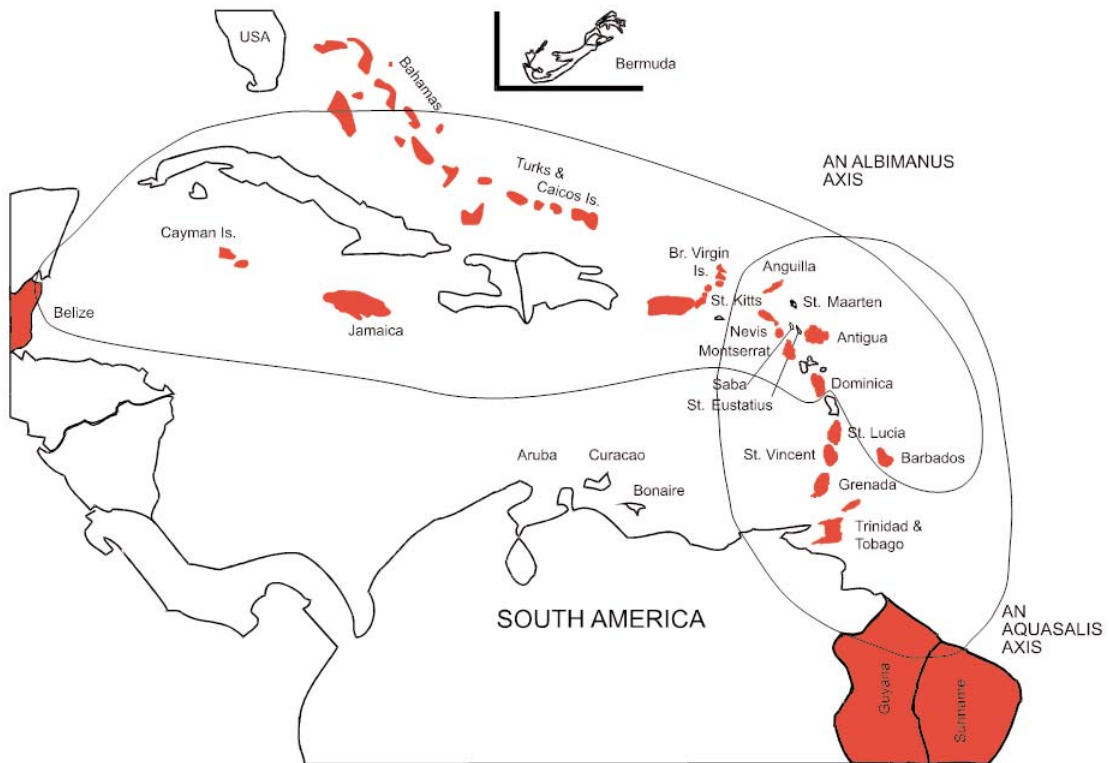 USA
Bermuda
Bahamas
Turks &
Caicos Is.
AN ALBIMANUS
AXIS
Cayman Is.
Br. Virgin
Is.
Anguilla
St. Kitts
St. Maarten
Belize
Jamaica
Nevis
Antigua
Montserrat
Saba
Dominica
St. Eustatius
St. Lucia
St. Vincent
Barbados
Aruba
Curacao
Bonaire
Grenada
Trinidad &
Tobago
SOUTH AMERICA
AN
AQUASALIS
AXIS
Guyana
Suriname